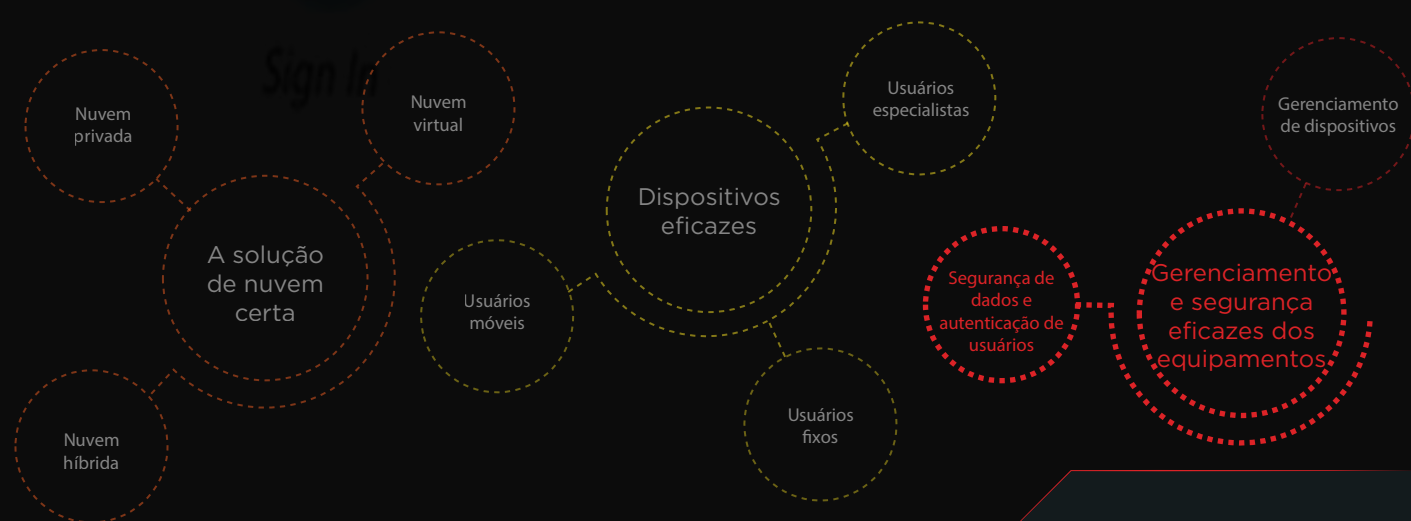 Sign In
Nuvem
privada
Nuvem
virtual
A solução
de nuvem
certa
Nuvem
híbrida
Usuários
especialistas
Dispositivos
eficazes
Usuários
móveis
Usuários
fixos
Gerenciamento
de dispositivos
Segurança de
dados e
autenticação de
usuários
Gerenciamento
e segurança
eficazes dos
equipamentos